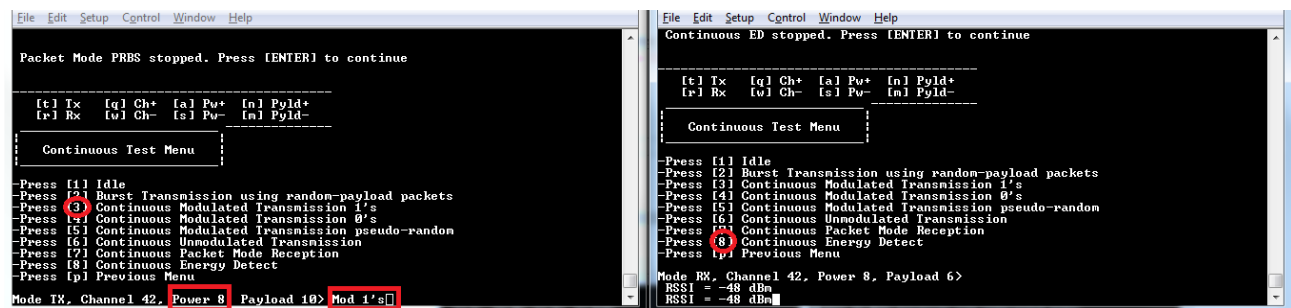 File Edit Setup Control Window Help
Packet Mode PRBS stopped. Press [ENTER] to continue
[t] Tx [q] Ch+ [a] Pw+ [n] Pyld+
[r] Rx [w] Ch- [s] Pw- [m] Pyld-
Continuous Test Menu
-Press [1] Idle
-Press [2] Burst Transmission using random-payload packets
-Press [3] Continuous Modulated Transmission 1's
-Press [4] Continuous Modulated Transmission 0's
-Press [5] Continuous Modulated Transmission pseudo-random
-Press [6] Continuous Unmodulated Transmission
-Press [7] Continuous Packet Mode Reception
-Press [8] Continuous Energy Detect
-Press [p] Previous Menu
Mode TX, Channel 42, Power 8, Payload 10> Mod 1's
File Edit Setup Control Window Help
Continuous ED stopped. Press [ENTER] to continue
[t] Tx [q] Ch+ [a] Pw+ [n] Pyld+
[r] Rx [w] Ch- [s] Pw- [m] Pyld-
Continuous Test Menu
-Press [1] Idle
-Press [2] Burst Transmission using random-payload packets
-Press [3] Continuous Modulated Transmission 1's
-Press [4] Continuous Modulated Transmission 0's
-Press [5] Continuous Modulated Transmission pseudo-random
-Press [6] Continuous Unmodulated Transmission
-Press [7] Continuous Packet Mode Reception
-Press [8] Continuous Energy Detect
-Press [p] Previous Menu
Mode RX, Channel 42, Power 8, Payload 6>
RSSI = -48 dBm
RSSI = -48 dBm